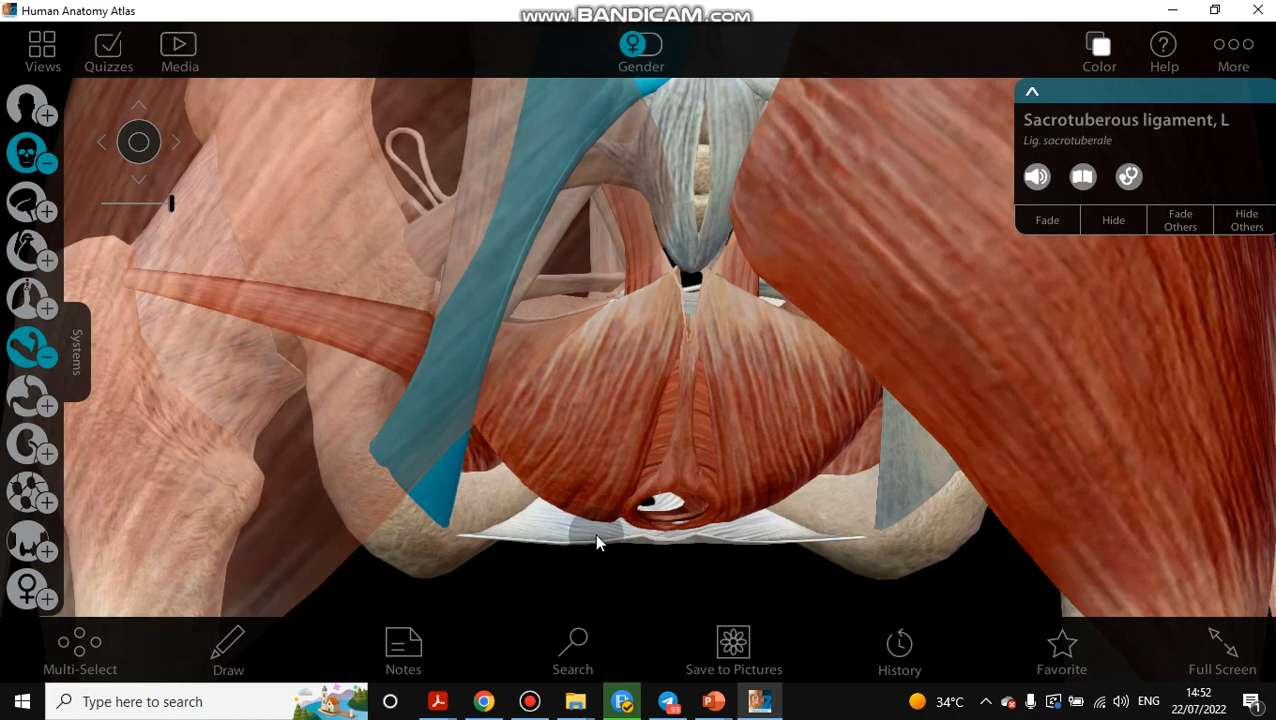 Human Anatomy Atlas
www.BANDICAM.com
Views
Quizzes
Media
Gender
Color
Help
More
Sacrotuberous ligament, L
Lig. sacrotuberale
Fade
Hide
Fade
Others
Hide
Others
Systems
Multi-Select
Draw
Notes
Search
Save to Pictures
History
Favorite
Full Screen
Type here to search
99
34°C
ENG
14:52
22/07/2022
1